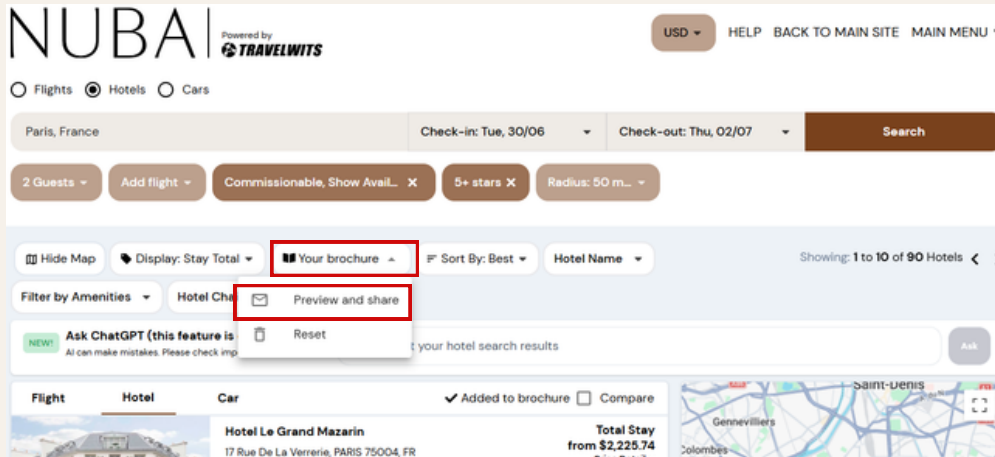 NUBA
Powered by
TRAVELWITS
USD
HELP BACK TO MAIN SITE MAIN MENU
Flights Hotels Cars
Paris, France Check-in: Tue, 30/06 Check-out: Thu, 02/07 Search
2 Guests Add flight Commissionable, Show Avail... × 5+ stars × Radius: 50 m...
Hide Map Display: Stay Total Your brochure Sort By: Best Hotel Name Showing: 1 to 10 of 90 Hotels
Filter by Amenities Hotel Cha
Preview and share
Reset
NEW! Ask ChatGPT (this feature is
AI can make mistakes. Please check imp
your hotel search results
Ask
Flight Hotel Car Added to brochure Compare
Hotel Le Grand Mazarin Total Stay
17 Rue De La Verrerie, PARIS 75004, FR from $2,225.74
Saint-Denis
Gennevilliers
Colombes